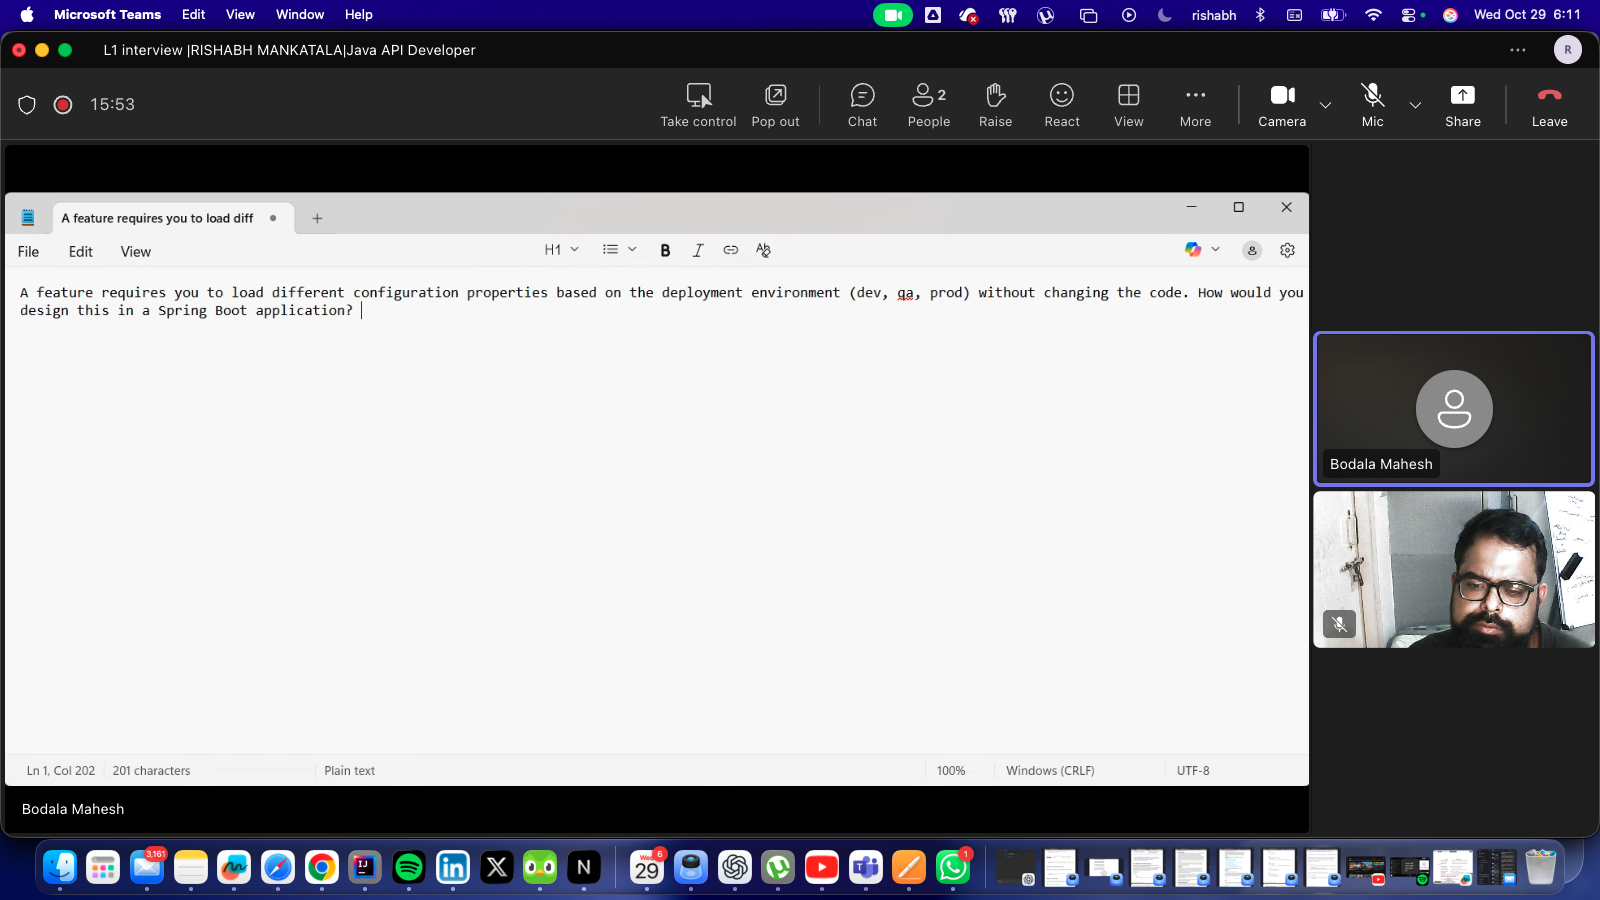 Microsoft Teams Edit View Window Help rishabh Wed Oct 29 6:11
L1 interview |RISHABH MANKATALA|Java API Developer R
15:53 Take control Pop out Chat People 2 Raise React View More Camera Mic Share Leave
A feature requires you to load diff
File Edit View H1 B I
A feature requires you to load different configuration properties based on the deployment environment (dev, qa, prod) without changing the code. How would you
design this in a Spring Boot application?
Bodala Mahesh
Ln 1, Col 202 201 characters Plain text 100% Windows (CRLF) UTF-8
Bodala Mahesh
3,161 IJ in X N Wed 29 6 1